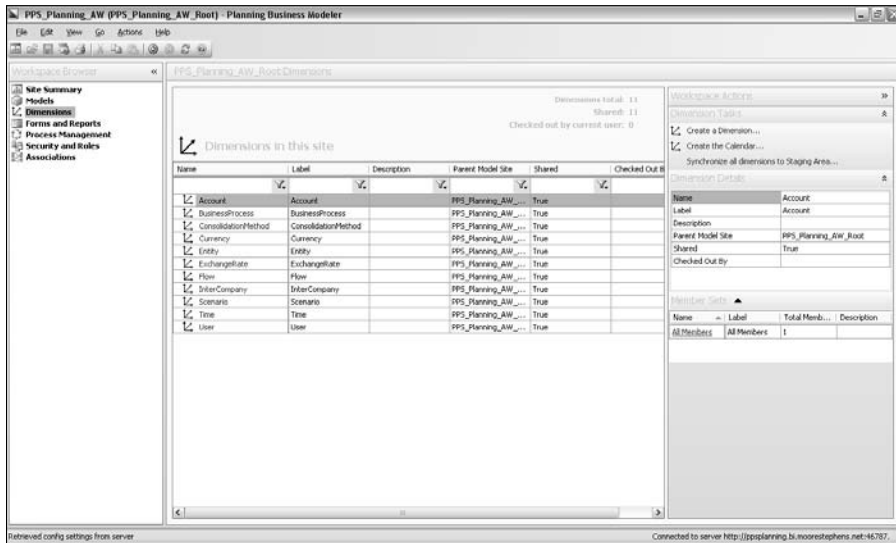 PPS_Planning_AW (PPS_Planning_AW_Root) - Planning Business Modeler
File Edit View Go Actions Help
Workspace Browser «
Site Summary
Models
Dimensions
Forms and Reports
Process Management
Security and Rules
Associations
PPS_Planning_AW_Root:Dimensions
Dimensions total: 11
Shared: 11
Checked out by current user: 0
Dimensions in this site
Name Label Description Parent Model Site Shared Checked Out B
Account Account PPS_Planning_AW_... True
BusinessProcess BusinessProcess PPS_Planning_AW_... True
ConsolidationMethod ConsolidationMethod PPS_Planning_AW_... True
Currency Currency PPS_Planning_AW_... True
Entity Entity PPS_Planning_AW_... True
ExchangeRate ExchangeRate PPS_Planning_AW_... True
Flow Flow PPS_Planning_AW_... True
InterCompany InterCompany PPS_Planning_AW_... True
Scenario Scenario PPS_Planning_AW_... True
Time Time PPS_Planning_AW_... True
User User PPS_Planning_AW_... True
Workspace Actions »
Dimension Tasks
Create a Dimension...
Create the Calendar...
Synchronize all dimensions to Staging Area...
Dimension Details
Name Account
Label Account
Description
Parent Model Site PPS_Planning_AW_Root
Shared True
Checked Out By
Member Sets
Name Label Total Memb... Description
All Members All Members 1
Retrieved config settings from server
Connected to server http://ppsplanning.bi.moorestephens.net:46787.